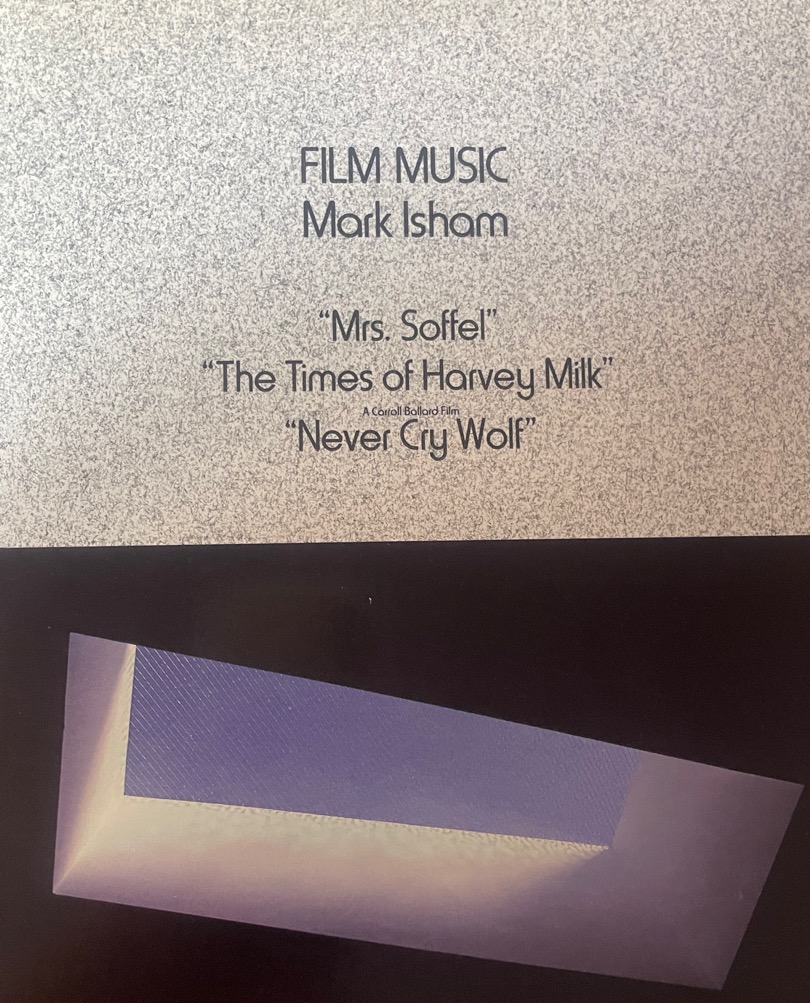 FILM MUSIC
Mark Isham
“Mrs. Soffel”
“The Times of Harvey Milk”
A Carroll Ballard Film
“Never Cry Wolf”